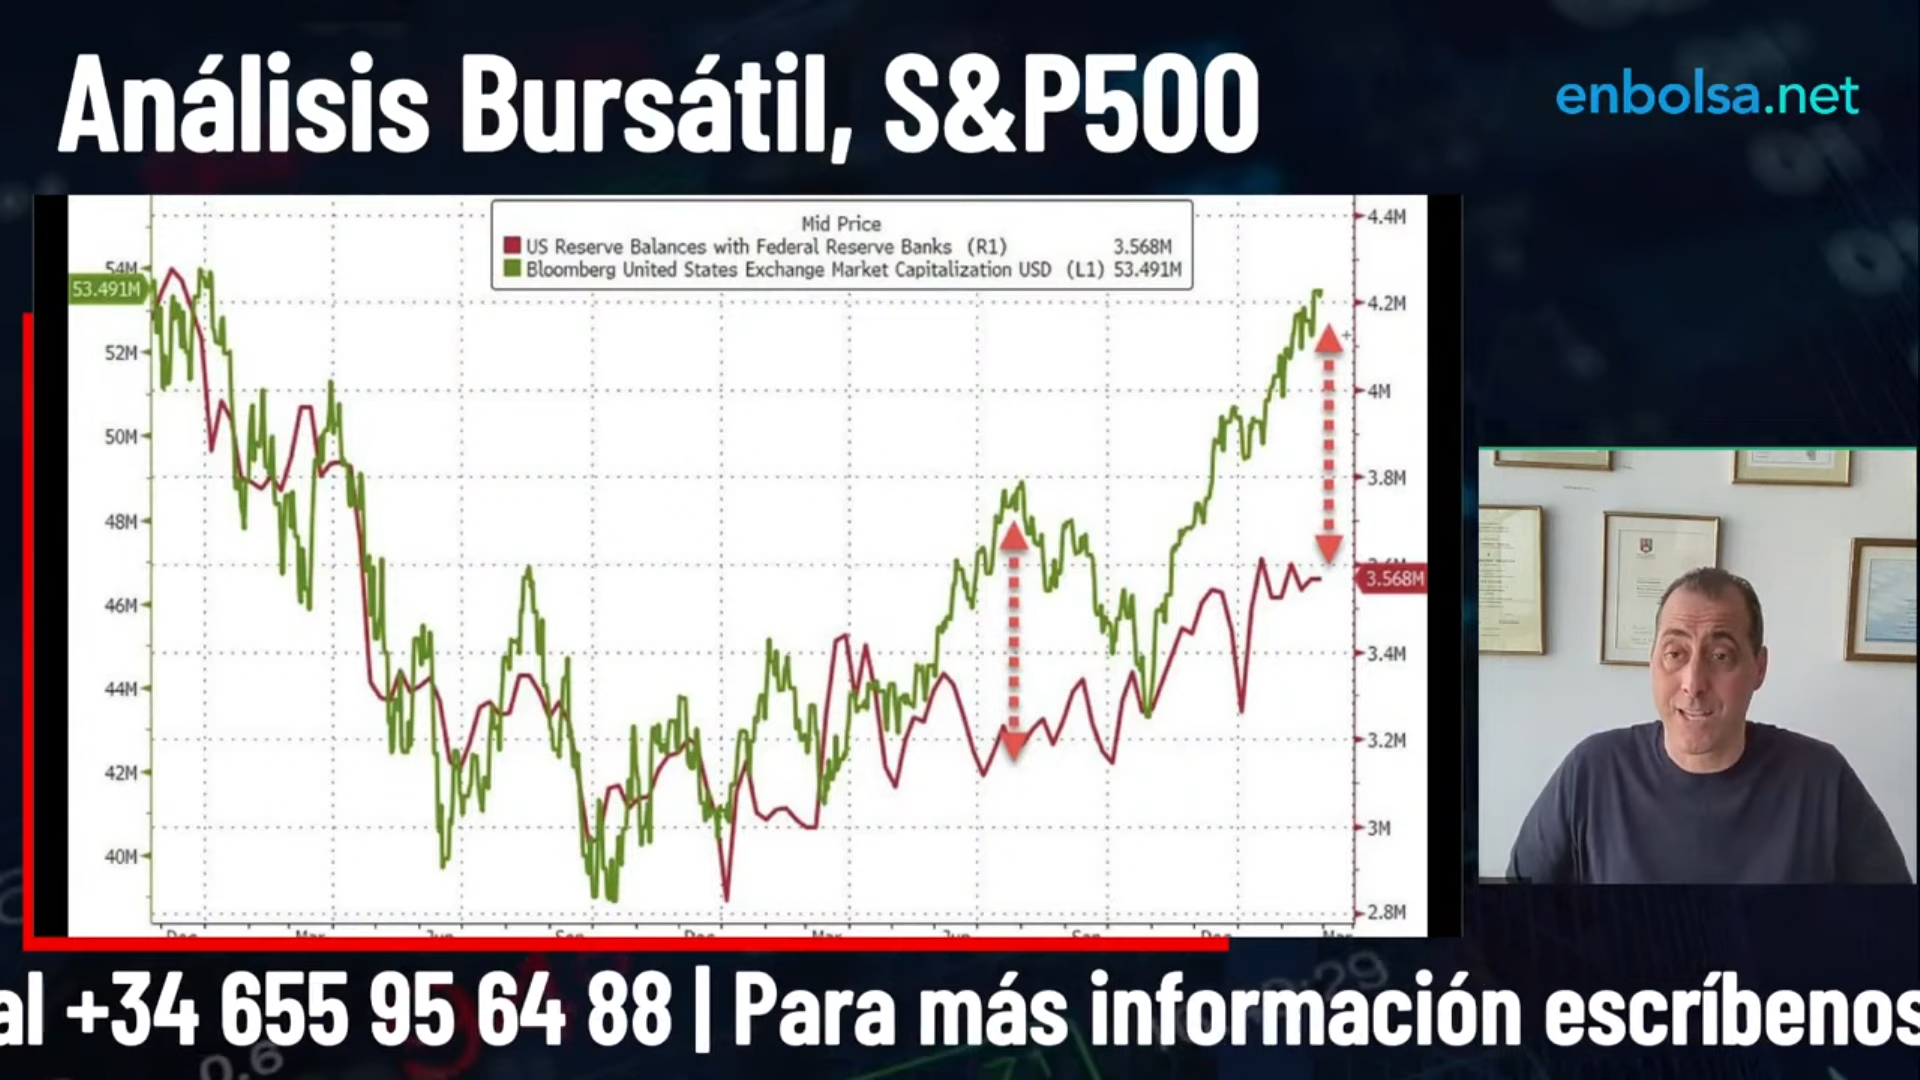 Análisis Bursátil, S&P500
enbolsa.net
Mid Price
US Reserve Balances with Federal Reserve Banks (R1) 3.568M
Bloomberg United States Exchange Market Capitalization USD (L1) 53.491M
54M
53.491M
52M
50M
48M
46M
44M
42M
40M
4.4M
4.2M
4M
3.8M
3.568M
3.4M
3.2M
3M
2.8M
al +34 655 95 64 88 | Para más información escríbenos
0.6